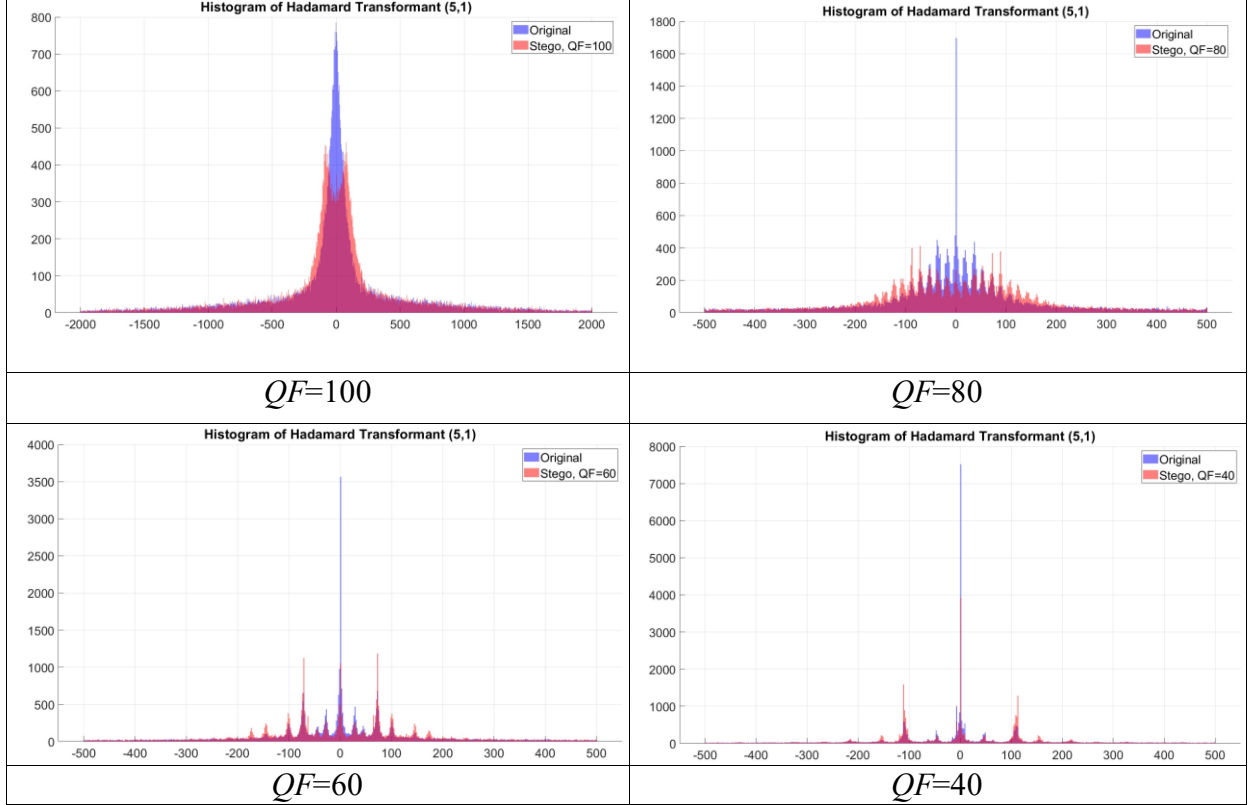 Histogram of Hadamard Transformant (5,1)
Original
Stego, QF=100
800
700
600
500
400
300
200
100
0
-2000 -1500 -1000 -500 0 500 1000 1500 2000
Histogram of Hadamard Transformant (5,1)
Original
Stego, QF=80
1800
1600
1400
1200
1000
800
600
400
200
0
-500 -400 -300 -200 -100 0 100 200 300 400 500
QF=100
QF=80
Histogram of Hadamard Transformant (5,1)
Original
Stego, QF=60
4000
3500
3000
2500
2000
1500
1000
500
0
-500 -400 -300 -200 -100 0 100 200 300 400 500
Histogram of Hadamard Transformant (5,1)
Original
Stego, QF=40
8000
7000
6000
5000
4000
3000
2000
1000
0
-500 -400 -300 -200 -100 0 100 200 300 400 500
QF=60
QF=40